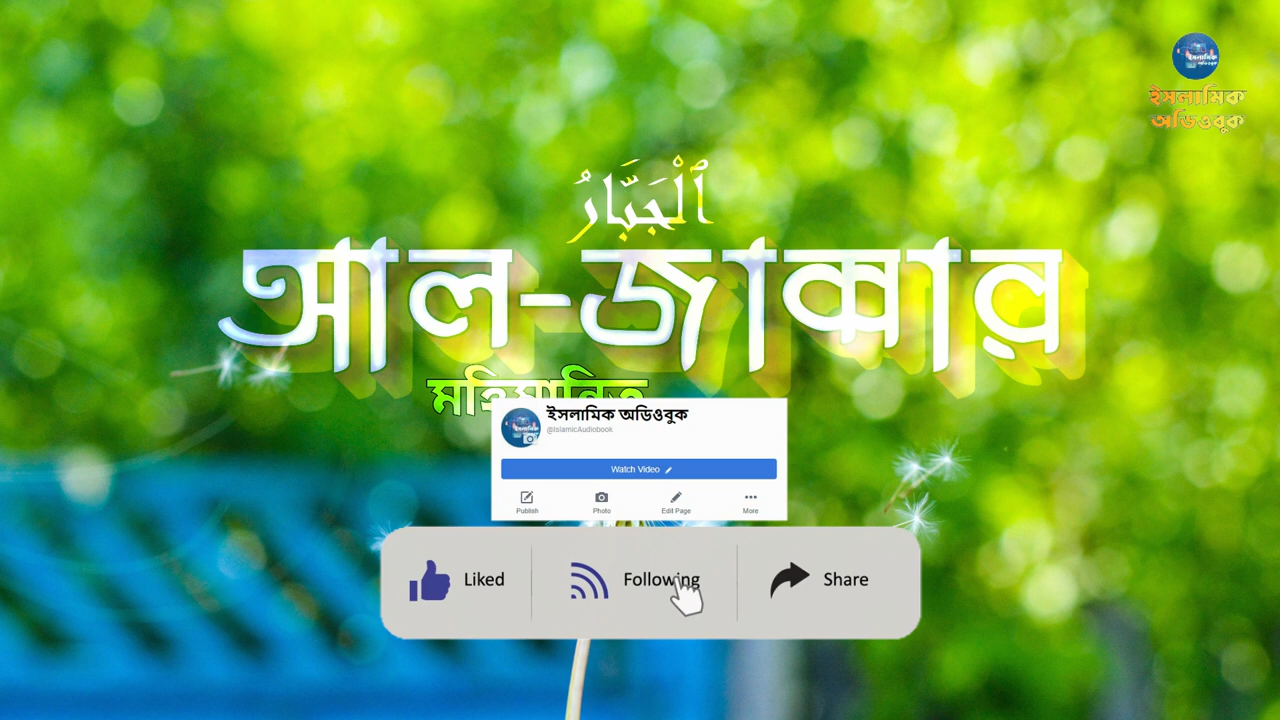 ইসলামিক
অডিওবুক
ٱلْجَبَّارُ
আল-জাব্বার
ইসলামিক অডিওবুক
@IslamicAudiobook
Watch Video
Publish
Photo
Edit Page
More
Liked
Following
Share